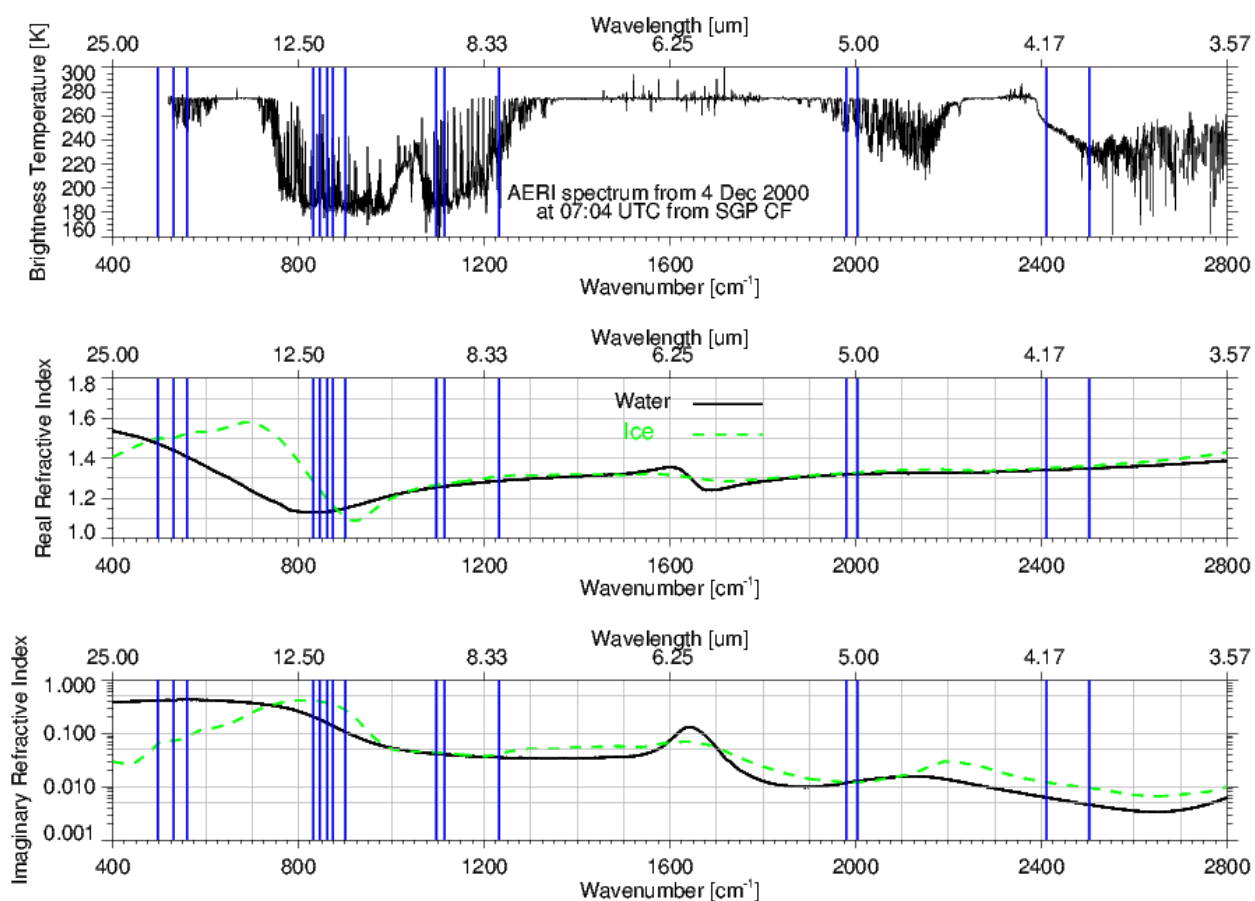 Wavelength [um]
25.00 12.50 8.33 6.25 5.00 4.17 3.57
Brightness Temperature [K]
300
280
260
240
220
200
180
160
AERI spectrum from 4 Dec 2000
at 07:04 UTC from SGP CF
400 800 1200 1600 2000 2400 2800
Wavenumber [cm⁻¹]
Wavelength [um]
25.00 12.50 8.33 6.25 5.00 4.17 3.57
Real Refractive Index
1.8
1.6
1.4
1.2
1.0
Water
Ice
400 800 1200 1600 2000 2400 2800
Wavenumber [cm⁻¹]
Wavelength [um]
25.00 12.50 8.33 6.25 5.00 4.17 3.57
Imaginary Refractive Index
1.000
0.100
0.010
0.001
400 800 1200 1600 2000 2400 2800
Wavenumber [cm⁻¹]